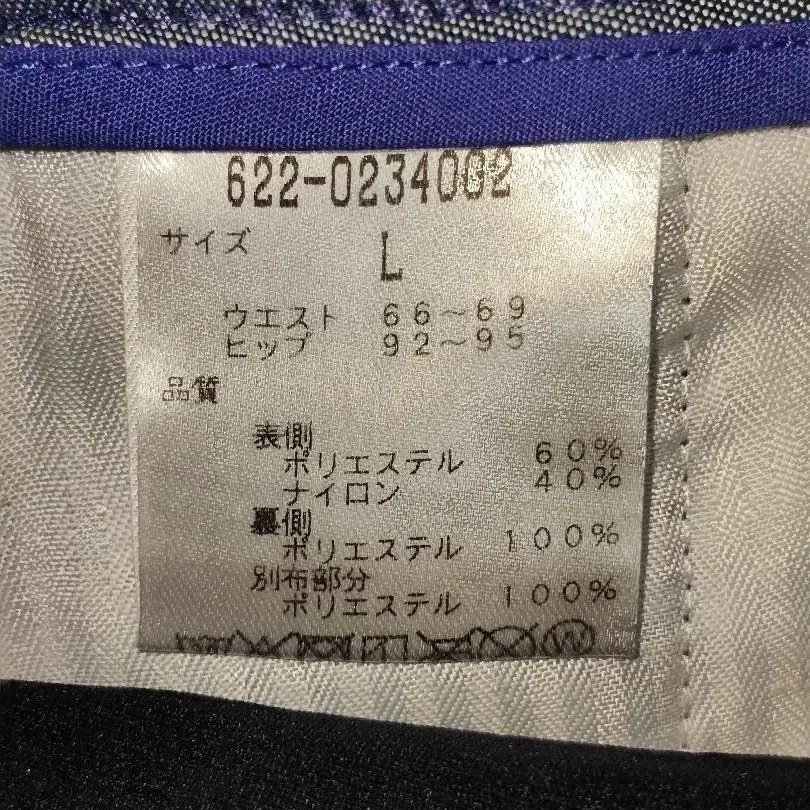 622-0234002
サイズ L
ウエスト 66～69
ヒップ 92～95
品質
表側
ポリエステル 60%
ナイロン 40%
裏側
ポリエステル 100%
別布部分
ポリエステル 100%